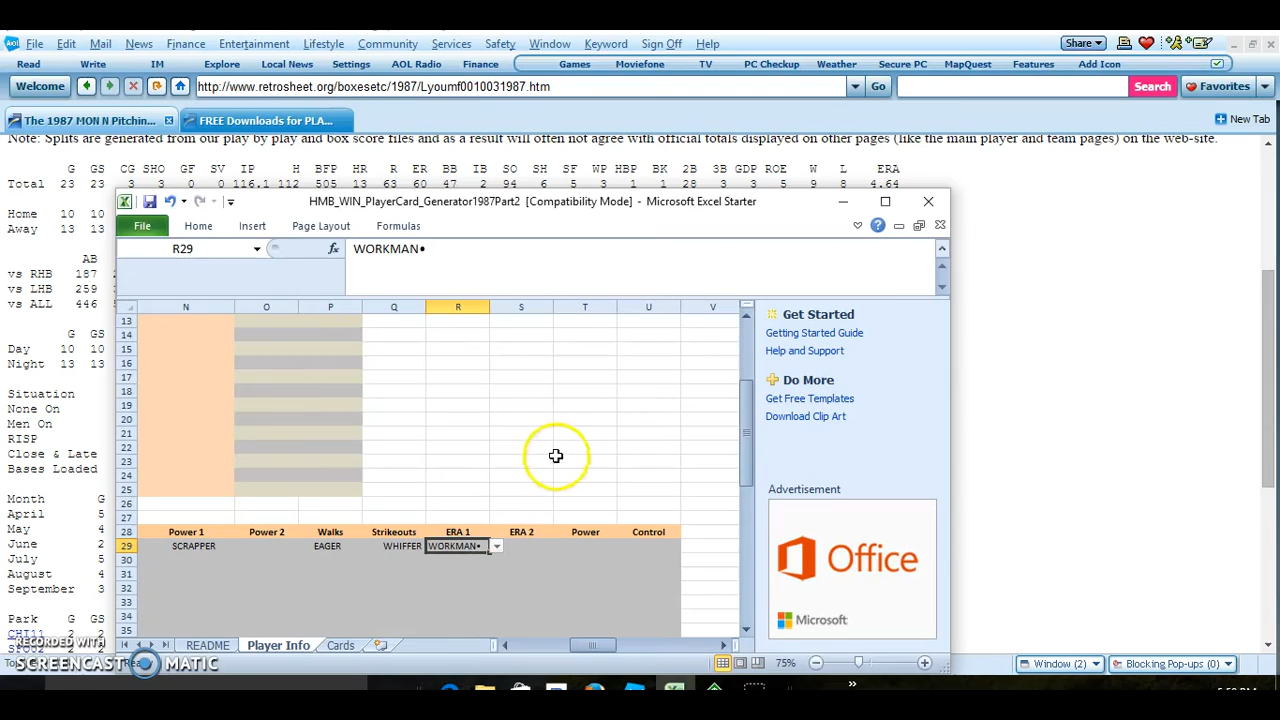 File Edit Mail News Finance Entertainment Lifestyle Community Services Safety Window Keyword Sign Off Help Share
Read Write IM Explore Local News Settings AOL Radio Finance Games Moviefone TV PC Checkup Weather Secure PC MapQuest Favorites Add Icon
Welcome http://www.retrosheet.org/boxesetc/1987/Lyoumf0010031987.htm Go Search Favorites
The 1987 MON N Pitchin... FREE Downloads for PLA... New Tab
Note: Splits are generated from our play by play and box score files and as a result will often not agree with official totals displayed on other pages (like the main player and team pages) on the web-site.
G GS CG SHO GF SV IP H BFP HR R ER BB IB SO SH SF WP HBP BK 2B 3B GDP ROE W L ERA
Total 23 23 3 3 0 0 116.1 112 505 13 63 60 47 2 94 6 5 3 1 1 28 3 3 5 9 8 4.64
HMB_WIN_PlayerCard_Generator1987Part2 [Compatibility Mode] - Microsoft Excel Starter
Home 10 10
Away 13 13
File Home Insert Page Layout Formulas
R29 fx WORKMAN•
AB
vs RHB 187
vs LHB 259
vs ALL 446
N O P Q R S T U V
13
14
15
16
17
18
19
20
21
22
23
24
25
26
27
28 Power 1 Power 2 Walks Strikeouts ERA 1 ERA 2 Power Control
29 SCRAPPER EAGER WHIFFER WORKMAN•
30
31
32
33
34
35
Get Started
Getting Started Guide
Help and Support
Do More
Get Free Templates
Download Clip Art
Advertisement
Office
Microsoft
G GS
Day 10 10
Night 13 13
Situation
None On
Men On
RISP
Close & Late
Bases Loaded
Month G
April 5
May 4
June 2
July 5
August 4
September 3
Park G GS
CHI11 2 2
README Player Info Cards
75%
RECORDED WITH
SCREENCAST MATIC
Window (2) Blocking Pop-ups (0)